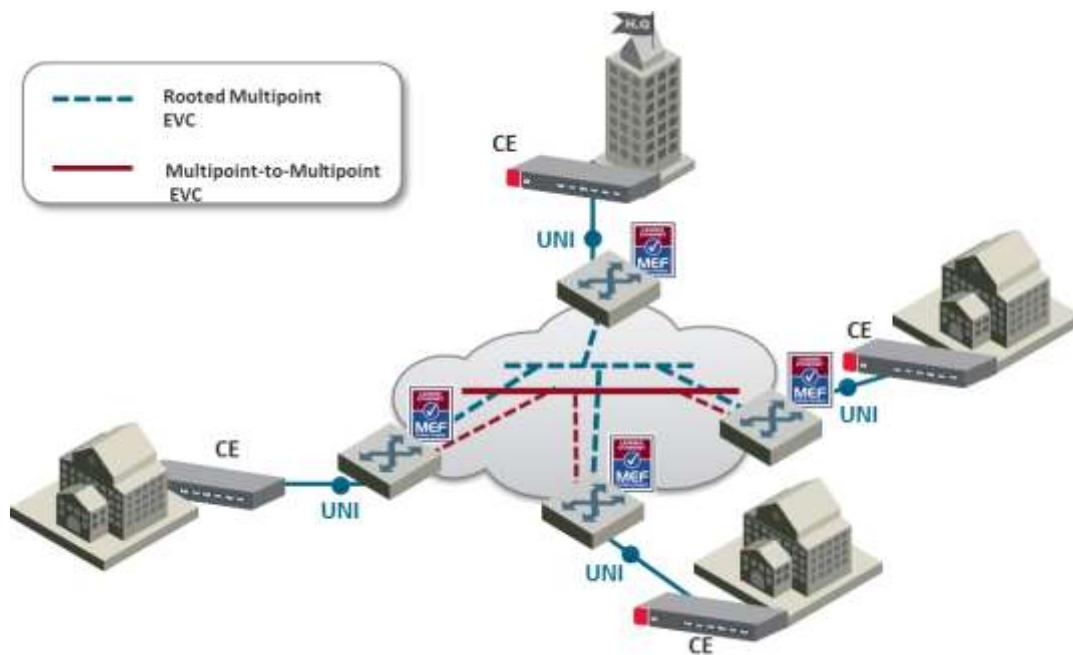 H.Q
Rooted Multipoint
EVC
Multipoint-to-Multipoint
EVC
CE
UNI
MEF
CE
MEF
UNI
MEF
CE
UNI
MEF
UNI
CE